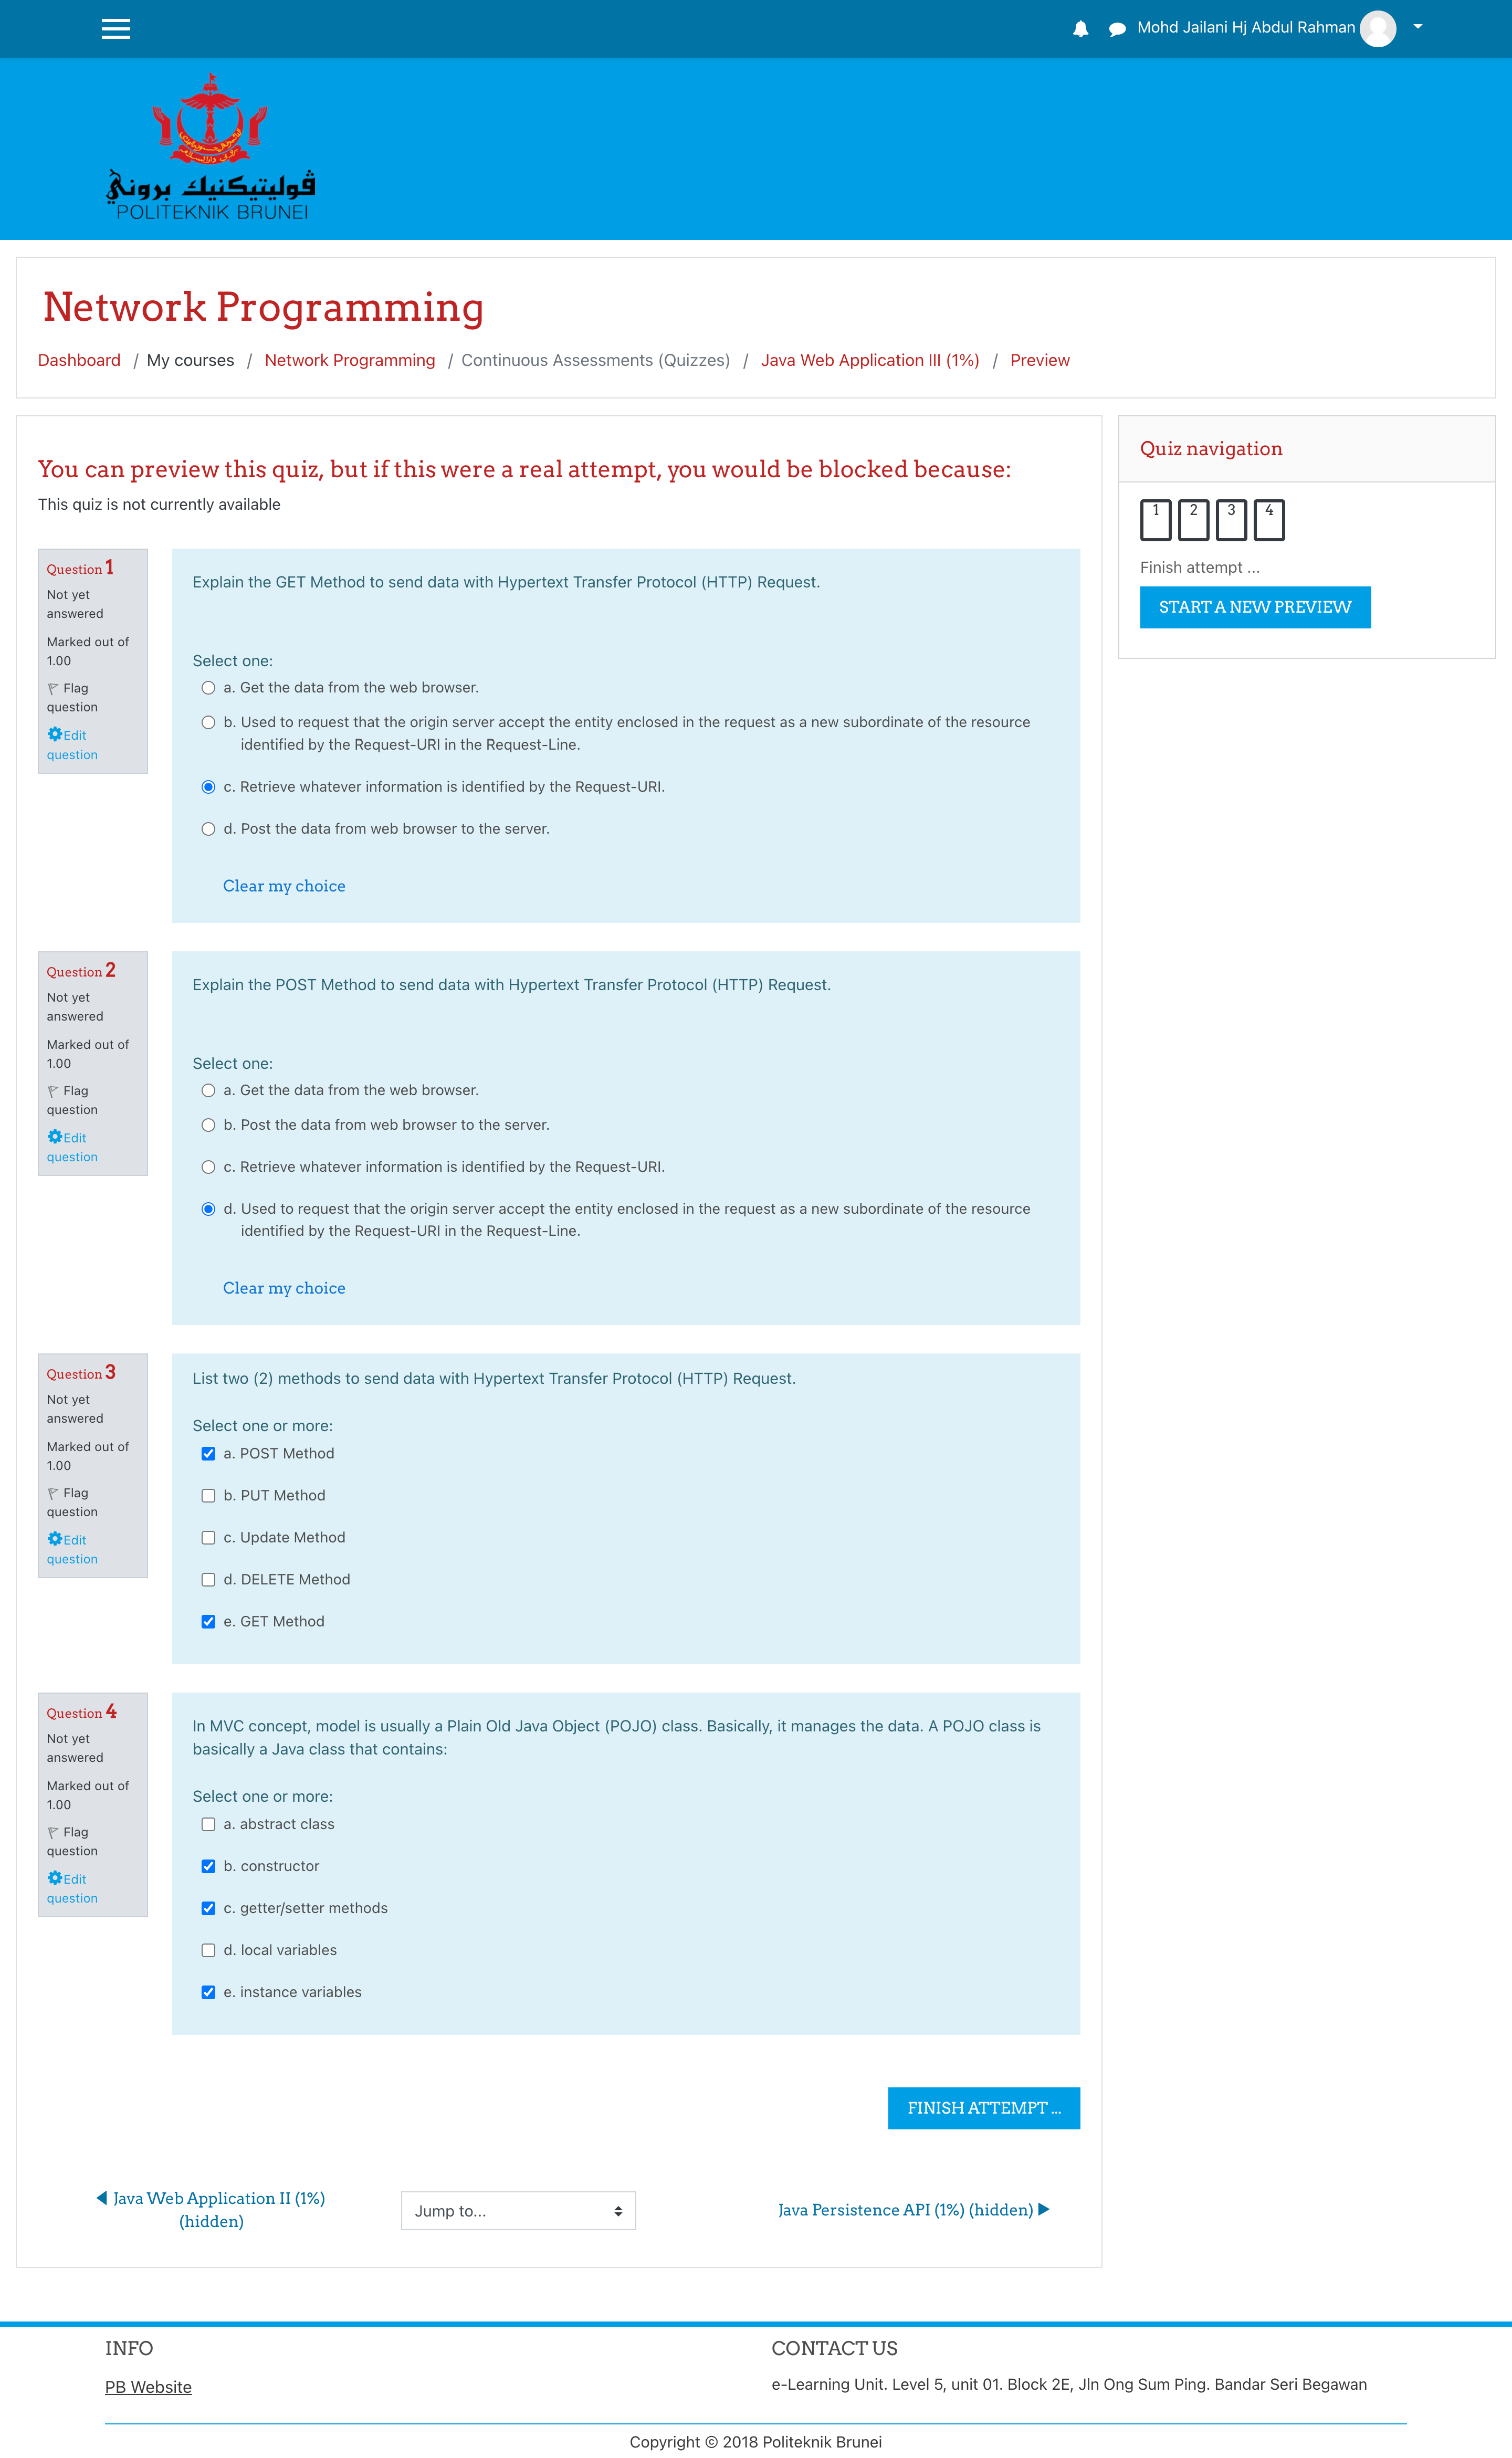 Mohd Jailani Hj Abdul Rahman
ڤوليتيكنيك بروني
POLITEKNIK BRUNEI
Network Programming
Dashboard / My courses / Network Programming / Continuous Assessments (Quizzes) / Java Web Application III (1%) / Preview
You can preview this quiz, but if this were a real attempt, you would be blocked because:
This quiz is not currently available
Question 1
Not yet
answered
Marked out of
1.00
Flag
question
Edit
question
Explain the GET Method to send data with Hypertext Transfer Protocol (HTTP) Request.
Select one:
a. Get the data from the web browser.
b. Used to request that the origin server accept the entity enclosed in the request as a new subordinate of the resource
identified by the Request-URI in the Request-Line.
c. Retrieve whatever information is identified by the Request-URI.
d. Post the data from web browser to the server.
Clear my choice
Question 2
Not yet
answered
Marked out of
1.00
Flag
question
Edit
question
Explain the POST Method to send data with Hypertext Transfer Protocol (HTTP) Request.
Select one:
a. Get the data from the web browser.
b. Post the data from web browser to the server.
c. Retrieve whatever information is identified by the Request-URI.
d. Used to request that the origin server accept the entity enclosed in the request as a new subordinate of the resource
identified by the Request-URI in the Request-Line.
Clear my choice
Question 3
Not yet
answered
Marked out of
1.00
Flag
question
Edit
question
List two (2) methods to send data with Hypertext Transfer Protocol (HTTP) Request.
Select one or more:
a. POST Method
b. PUT Method
c. Update Method
d. DELETE Method
e. GET Method
Question 4
Not yet
answered
Marked out of
1.00
Flag
question
Edit
question
In MVC concept, model is usually a Plain Old Java Object (POJO) class. Basically, it manages the data. A POJO class is
basically a Java class that contains:
Select one or more:
a. abstract class
b. constructor
c. getter/setter methods
d. local variables
e. instance variables
FINISH ATTEMPT ...
◀ Java Web Application II (1%)
(hidden)
Jump to...
Java Persistence API (1%) (hidden) ▶
Quiz navigation
1 2 3 4
Finish attempt ...
START A NEW PREVIEW
INFO
PB Website
CONTACT US
e-Learning Unit. Level 5, unit 01. Block 2E, Jln Ong Sum Ping. Bandar Seri Begawan
Copyright © 2018 Politeknik Brunei